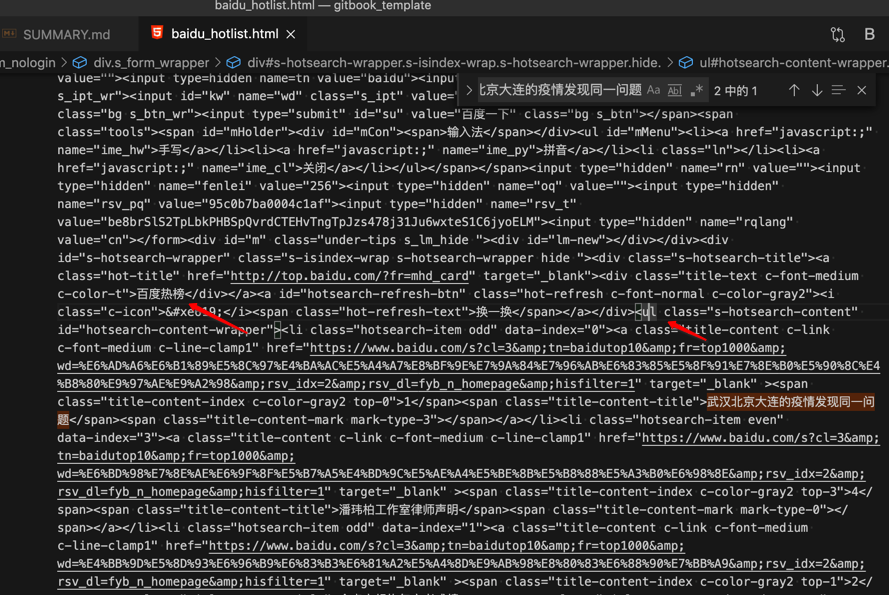 baidu_hotlist.html — gitbook_template
SUMMARY.md
baidu_hotlist.html
B
m_nologin > div.s_form_wrapper > div#s-hotsearch-wrapper.s-isindex-wrap.s-hotsearch-wrapper.hide. > ul#hotsearch-content-wrapper.
北京大连的疫情发现同一问题 Aa Abl .* 2 中的 1
value=""><input type=hidden name=tn value="baidu"><input
s_ipt_wr"><input id="kw" name="wd" class="s_ipt" value=
class="bg s_btn_wr"><input type="submit" id="su" value="百度一下" class="bg s_btn"></span><span
class="tools"><span id="mHolder"><div id="mCon"><span>输入法</span></div><ul id="mMenu"><li><a href="javascript:;"
name="ime_hw">手写</a></li><li><a href="javascript:;" name="ime_py">拼音</a></li><li class="ln"></li><li><a
href="javascript:;" name="ime_cl">关闭</a></li></ul></span></span><input type="hidden" name="rn" value=""><input
type="hidden" name="fenlei" value="256"><input type="hidden" name="oq" value=""><input type="hidden"
name="rsv_pq" value="95c0b7ba0004c1af"><input type="hidden" name="rsv_t"
value="be8brSlS2TpLbkPHBSpQvrdCTEHvTngTpJzs478j31Ju6wxteS1C6jyoELM"><input type="hidden" name="rqlang"
value="cn"></form><div id="m" class="under-tips s_lm_hide "><div id="lm-new"></div></div><div
id="s-hotsearch-wrapper" class="s-isindex-wrap s-hotsearch-wrapper hide "><div class="s-hotsearch-title"><a
class="hot-title" href="http://top.baidu.com/?fr=mhd_card" target="_blank"><div class="title-text c-font-medium
c-color-t">百度热榜</div></a><a id="hotsearch-refresh-btn" class="hot-refresh c-font-normal c-color-gray2"><i
class="c-icon">&#xe619;</i><span class="hot-refresh-text">换一换</span></a></div><ul class="s-hotsearch-content"
id="hotsearch-content-wrapper"><li class="hotsearch-item odd" data-index="0"><a class="title-content c-link
c-font-medium c-line-clamp1" href="https://www.baidu.com/s?cl=3&amp;tn=baidutop10&amp;fr=top1000&amp;
wd=%E6%AD%A6%E6%B1%89%E5%8C%97%E4%BA%AC%E5%A4%A7%E8%BF%9E%E7%9A%84%E7%96%AB%E6%83%85%E5%8F%91%E7%8E%B0%E5%90%8C%E4
%B8%80%E9%97%AE%E9%A2%98&amp;rsv_idx=2&amp;rsv_dl=fyb_n_homepage&amp;hisfilter=1" target="_blank" ><span
class="title-content-index c-color-gray2 top-0">1</span><span class="title-content-title">武汉北京大连的疫情发现同一问
题</span><span class="title-content-mark mark-type-3"></span></a></li><li class="hotsearch-item even"
data-index="3"><a class="title-content c-link c-font-medium c-line-clamp1" href="https://www.baidu.com/s?cl=3&amp;
tn=baidutop10&amp;fr=top1000&amp;
wd=%E6%BD%98%E7%8E%AE%E6%9F%8F%E5%B7%A5%E4%BD%9C%E5%AE%A4%E5%BE%8B%E5%B8%88%E5%A3%B0%E6%98%8E&amp;rsv_idx=2&amp;
rsv_dl=fyb_n_homepage&amp;hisfilter=1" target="_blank" ><span class="title-content-index c-color-gray2 top-3">4</
span><span class="title-content-title">潘玮柏工作室律师声明</span><span class="title-content-mark mark-type-0"></
span></a></li><li class="hotsearch-item odd" data-index="1"><a class="title-content c-link c-font-medium
c-line-clamp1" href="https://www.baidu.com/s?cl=3&amp;tn=baidutop10&amp;fr=top1000&amp;
wd=%E4%BB%9D%E5%8D%93%E6%96%B9%E6%83%B3%E6%81%A2%E5%A4%8D%E9%AB%98%E8%80%83%E6%88%90%E7%BB%A9&amp;rsv_idx=2&amp;
rsv_dl=fyb_n_homepage&amp;hisfilter=1" target="_blank" ><span class="title-content-index c-color-gray2 top-1">2</